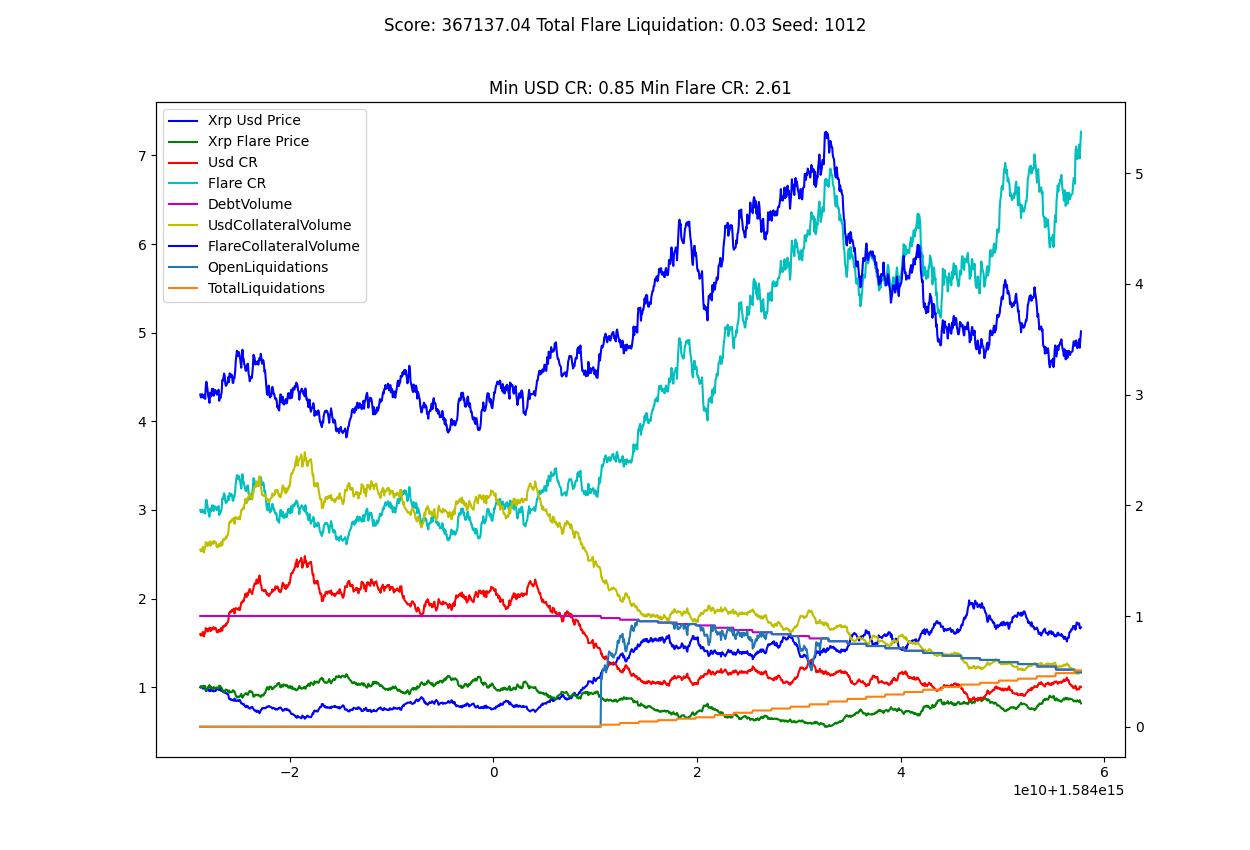 Score: 367137.04 Total Flare Liquidation: 0.03 Seed: 1012
Min USD CR: 0.85 Min Flare CR: 2.61
Xrp Usd Price
Xrp Flare Price
Usd CR
Flare CR
DebtVolume
UsdCollateralVolume
FlareCollateralVolume
OpenLiquidations
TotalLiquidations
7
6
5
4
3
2
1
5
4
3
2
1
0
−2
0
2
4
6
1e10+1.584e15